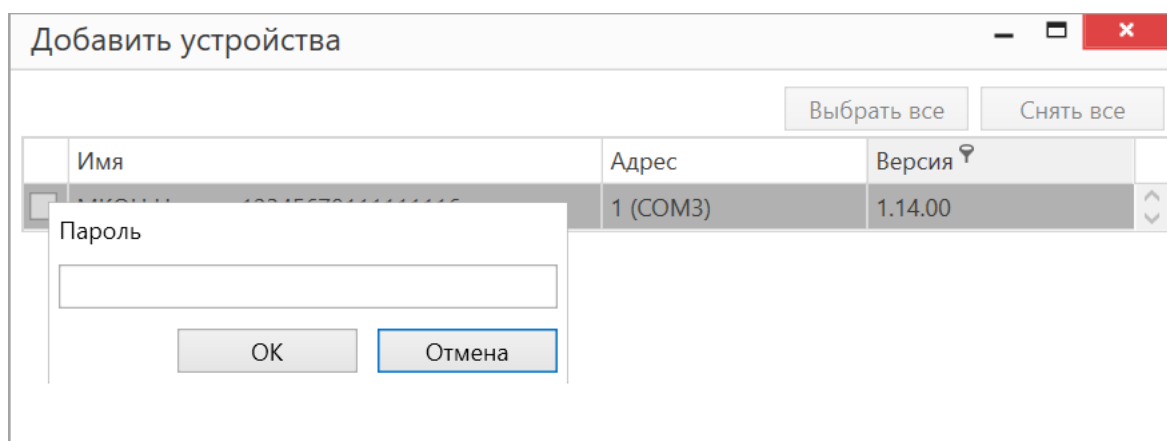 Добавить устройства
Выбрать все Снять все
Имя Адрес Версия
1 (COM3) 1.14.00
Пароль
OK Отмена